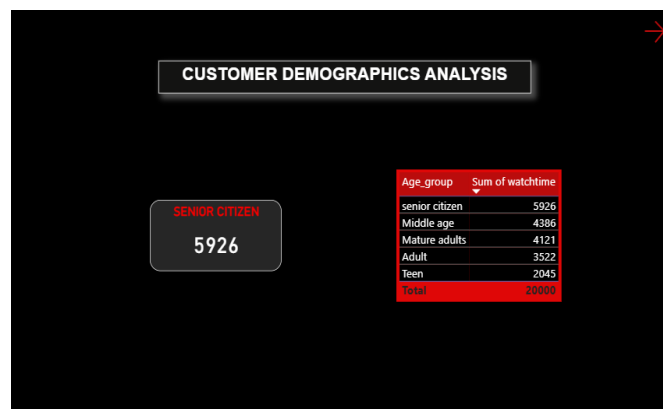 CUSTOMER DEMOGRAPHICS ANALYSIS
SENIOR CITIZEN
5926
Age_group Sum of watchtime
senior citizen 5926
Middle age 4386
Mature adults 4121
Adult 3522
Teen 2045
Total 20000